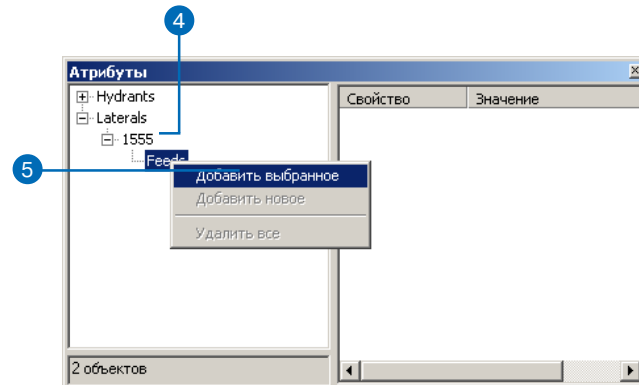 4
Атрибуты
Hydrants
Свойство Значение
Laterals
1555
5
Feeds
Добавить выбранное
Добавить новое
Удалить все
2 объектов